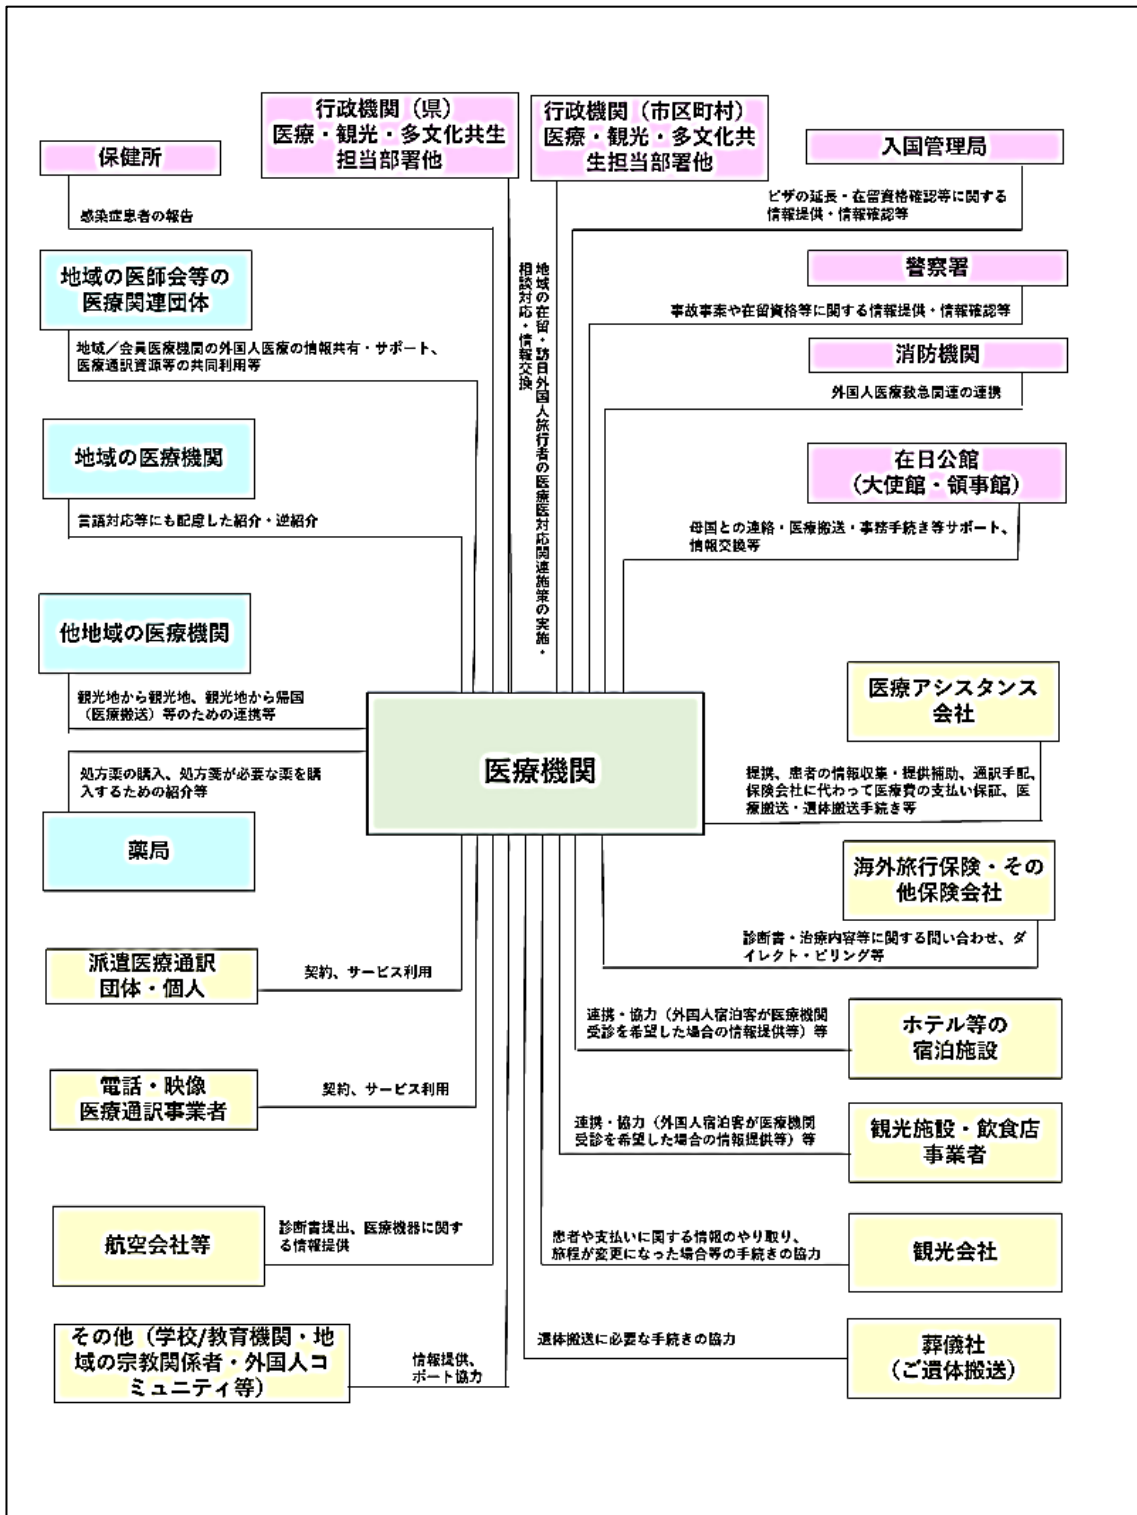 行政機関（県）
医療・観光・多文化共生
担当部署他
行政機関（市区町村）
医療・観光・多文化共
生担当部署他
保健所
感染症患者の報告
入国管理局
ビザの延長・在留資格確認等に関する
情報提供・情報確認等
地域の医師会等の
医療関連団体
地域／会員医療機関の外国人医療の情報共有・サポート、
医療通訳資源等の共同利用等
地域の在留・訪日外国人旅行者の医療医対応関連施策の実施・
相談対応・情報交換
警察署
事故事案や在留資格等に関する情報提供・情報確認等
消防機関
外国人医療救急関連の連携
地域の医療機関
言語対応等にも配慮した紹介・逆紹介
在日公館
（大使館・領事館）
母国との連絡・医療搬送・事務手続き等サポート、
情報交換等
他地域の医療機関
観光地から観光地、観光地から帰国
（医療搬送）等のための連携等
医療機関
医療アシスタンス
会社
提携、患者の情報収集・提供補助、通訳手配、
保険会社に代わって医療費の支払い保証、医
療搬送・遺体搬送手続き等
処方薬の購入、処方薬が必要な薬を購
入するための紹介等
薬局
海外旅行保険・その
他保険会社
診断書・治療内容等に関する問い合わせ、ダ
イレクト・ビリング等
派遣医療通訳
団体・個人
契約、サービス利用
連携・協力（外国人宿泊客が医療機関
受診を希望した場合の情報提供等）等
ホテル等の
宿泊施設
電話・映像
医療通訳事業者
契約、サービス利用
連携・協力（外国人宿泊客が医療機関
受診を希望した場合の情報提供等）等
観光施設・飲食店
事業者
航空会社等
診断書提出、医療機器に関す
る情報提供
患者や支払いに関する情報のやり取り、
旅程が変更になった場合等の手続きの協力
観光会社
その他（学校/教育機関・地
域の宗教関係者・外国人コ
ミュニティ等）
情報提供、
ポート協力
遺体搬送に必要な手続きの協力
葬儀社
（ご遺体搬送）